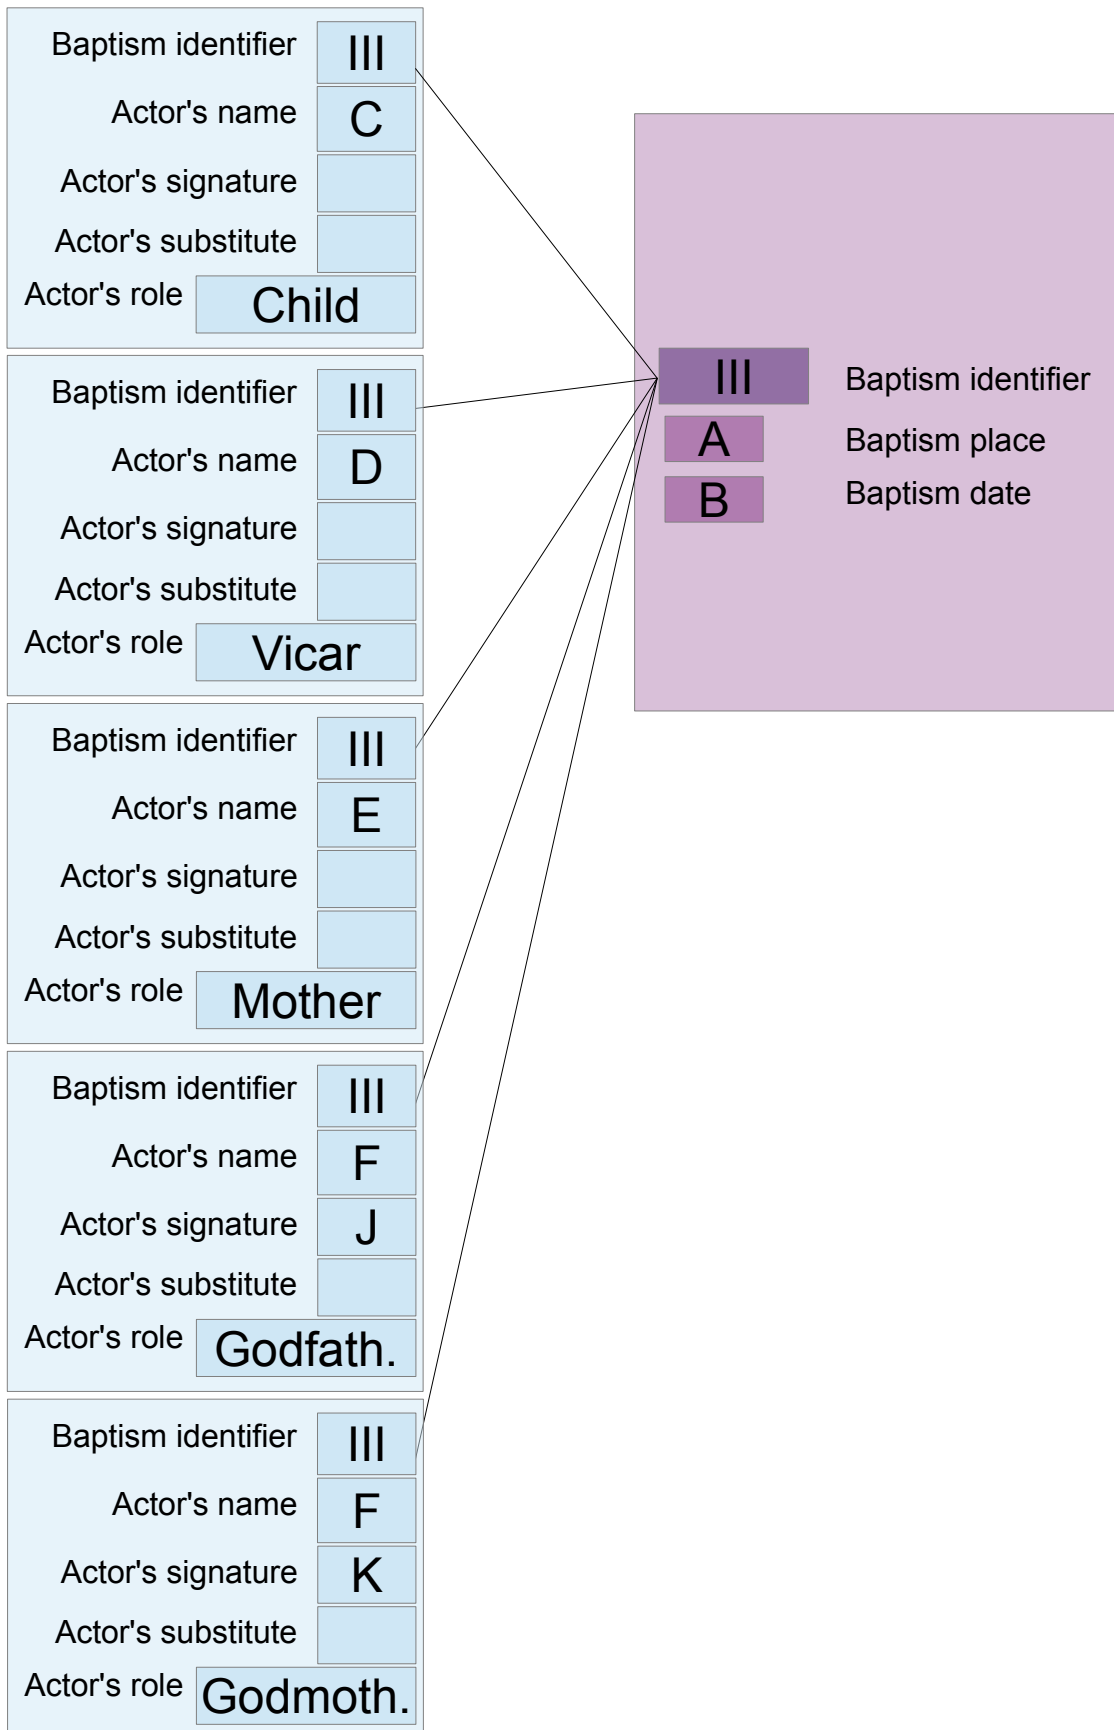 Baptism identifier III
Actor's name C
Actor's signature
Actor's substitute
Actor's role Child
Baptism identifier III
Actor's name D
Actor's signature
Actor's substitute
Actor's role Vicar
Baptism identifier III
Actor's name E
Actor's signature
Actor's substitute
Actor's role Mother
Baptism identifier III
Actor's name F
Actor's signature J
Actor's substitute
Actor's role Godfath.
Baptism identifier III
Actor's name F
Actor's signature K
Actor's substitute
Actor's role Godmoth.
III Baptism identifier
A Baptism place
B Baptism date